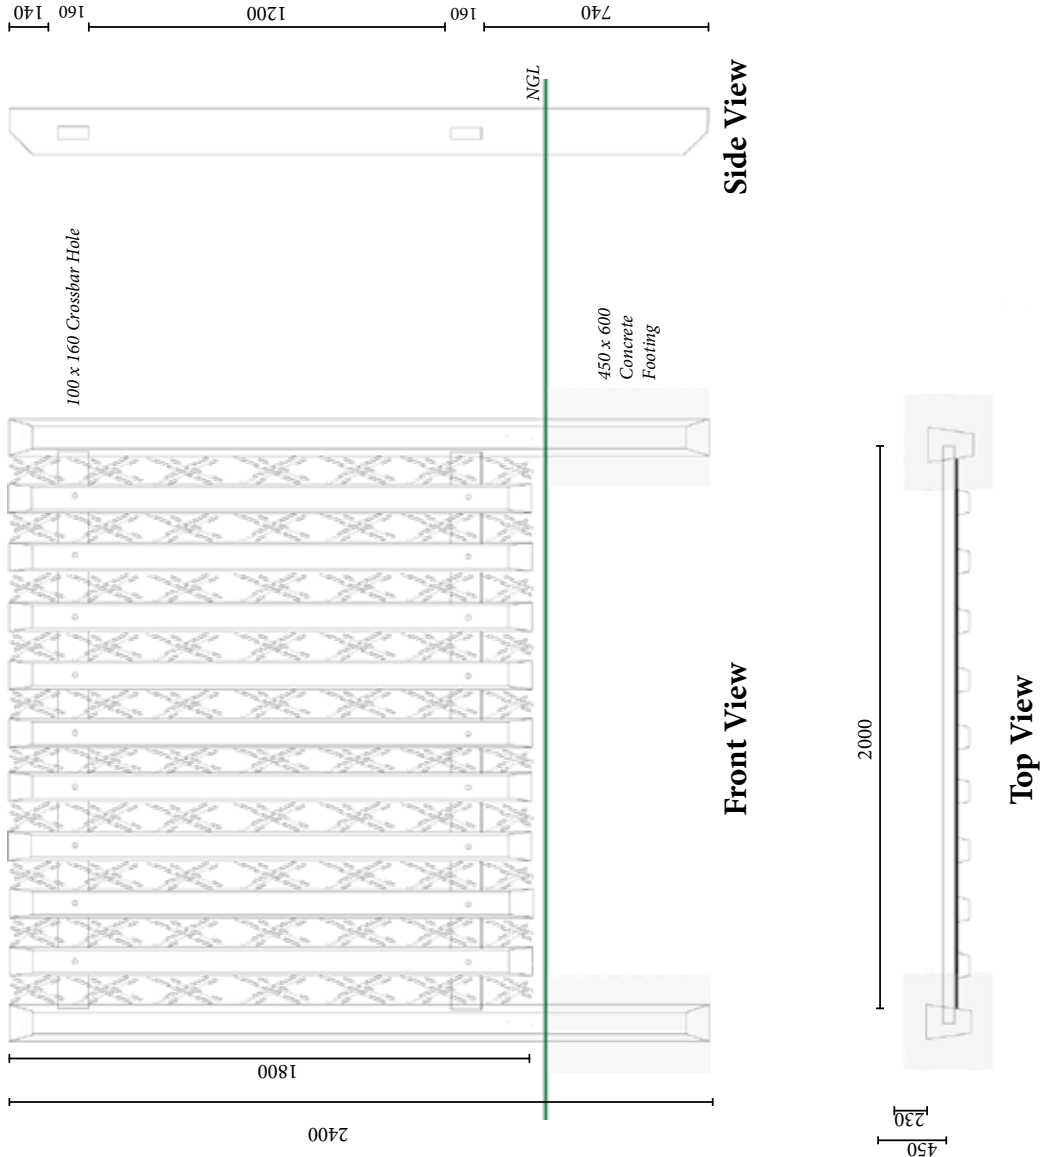 140
160
1200
160
740
NGL
Side View
100 x 160 Crossbar Hole
450 x 600
Concrete
Footing
1800
2400
Front View
2000
230
450
Top View